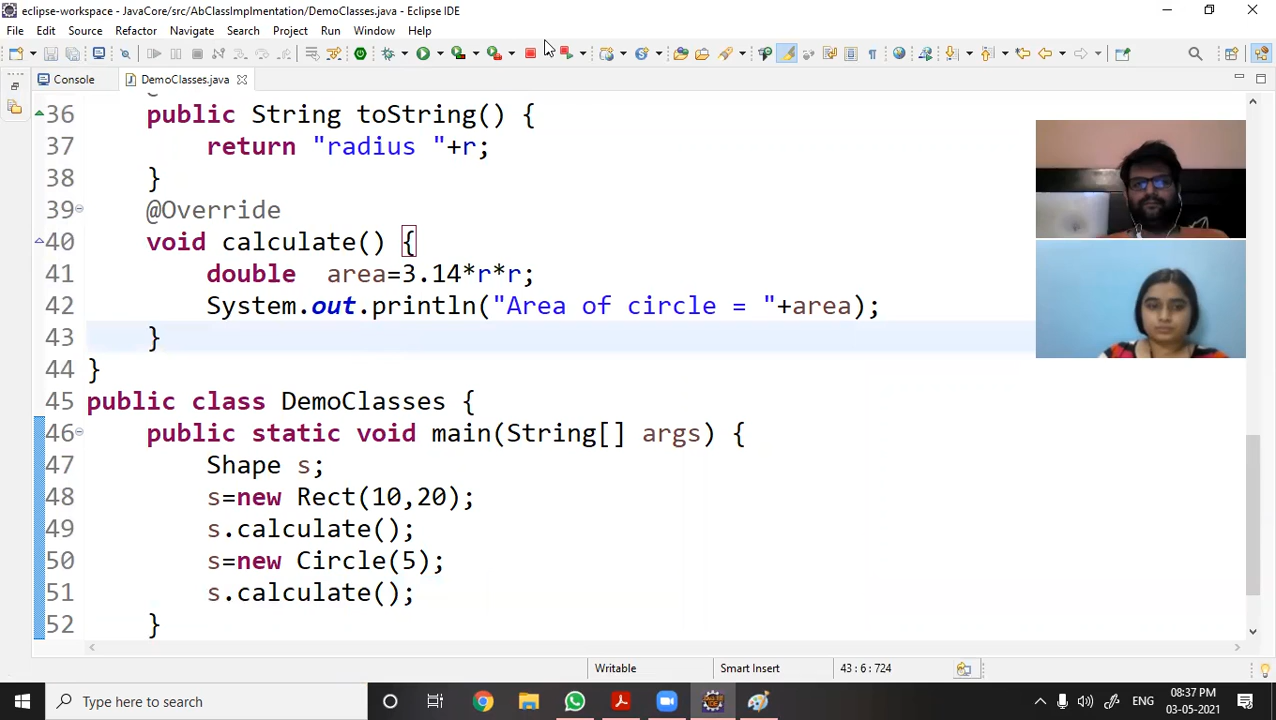 eclipse-workspace - JavaCore/src/AbClassImplmentation/DemoClasses.java - Eclipse IDE
File Edit Source Refactor Navigate Search Project Run Window Help
Console DemoClasses.java
36 public String toString() {
37 return "radius "+r;
38 }
39 @Override
40 void calculate() {
41 double  area=3.14*r*r;
42 System.out.println("Area of circle = "+area);
43 }
44 }
45 public class DemoClasses {
46 public static void main(String[] args) {
47 Shape s;
48 s=new Rect(10,20);
49 s.calculate();
50 s=new Circle(5);
51 s.calculate();
52 }
Writable Smart Insert 43 : 6 : 724
Type here to search ENG 08:37 PM
03-05-2021